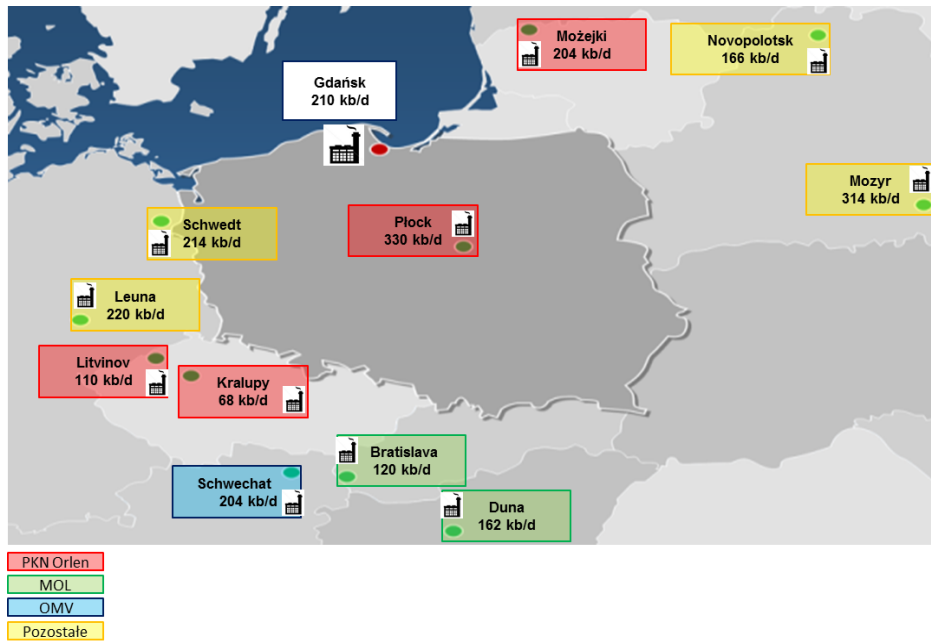 Możejki
204 kb/d
Novopolotsk
166 kb/d
Gdańsk
210 kb/d
Mozyr
314 kb/d
Schwedt
214 kb/d
Płock
330 kb/d
Leuna
220 kb/d
Litvinov
110 kb/d
Kralupy
68 kb/d
Bratislava
120 kb/d
Schwechat
204 kb/d
Duna
162 kb/d
PKN Orlen
MOL
OMV
Pozostałe